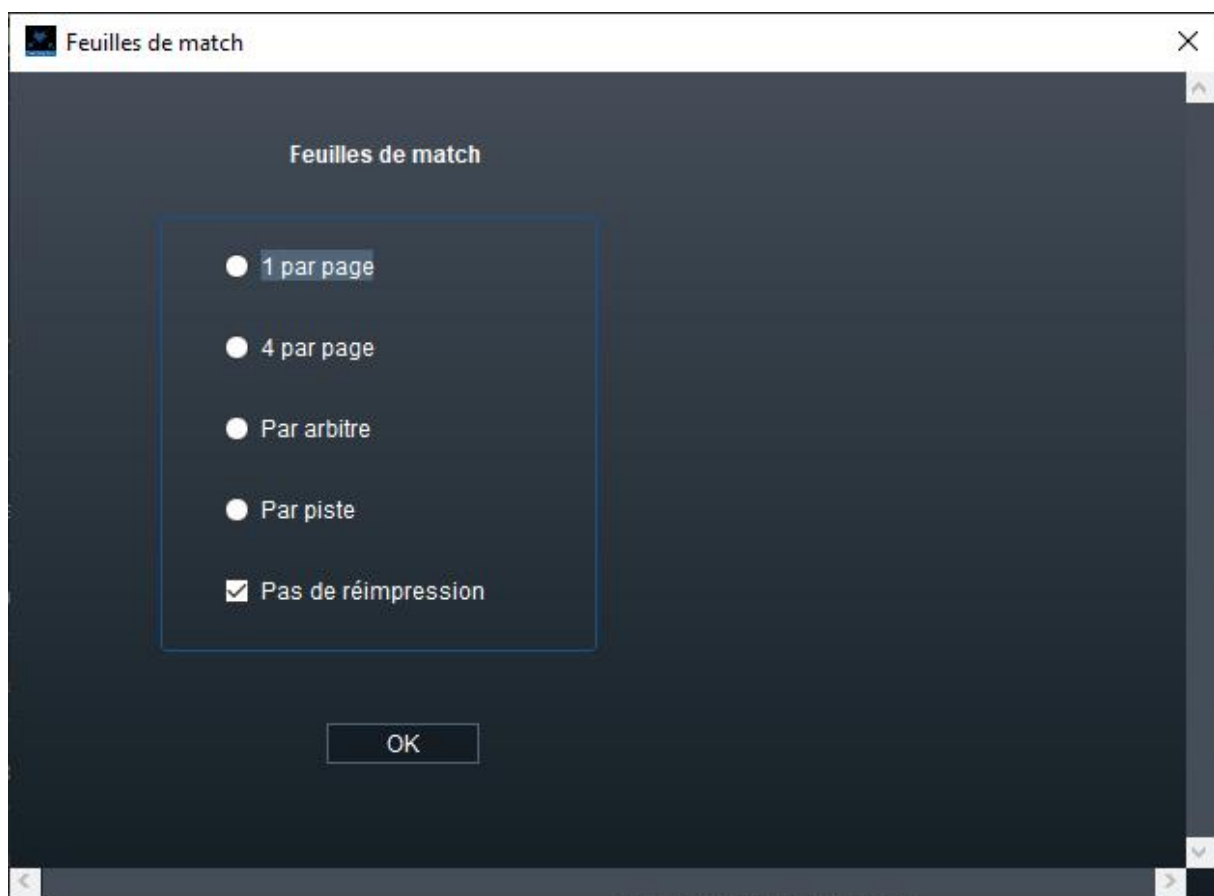 Feuilles de match
Feuilles de match
1 par page
4 par page
Par arbitre
Par piste
Pas de réimpression
OK